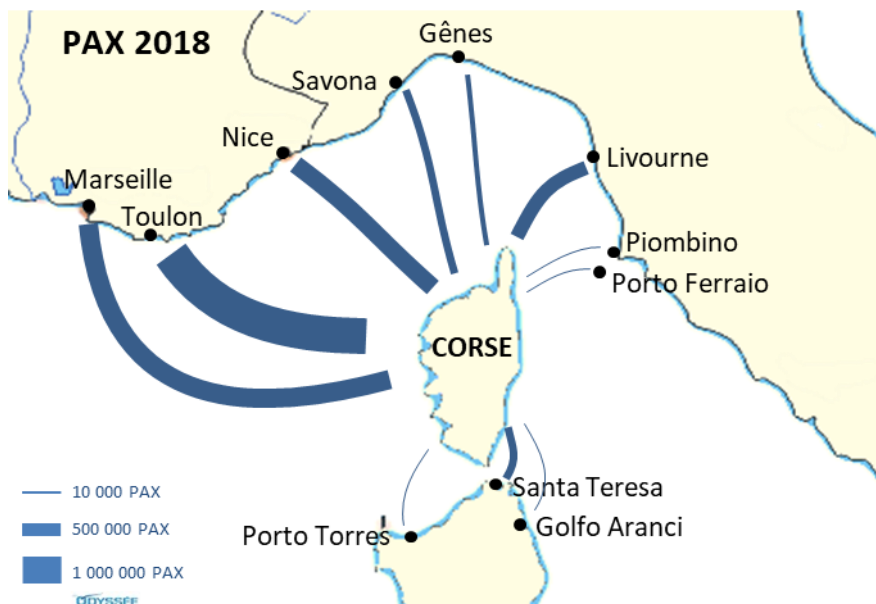 PAX 2018
Gênes
Savona
Nice
Livourne
Marseille
Toulon
Piombino
Porto Ferraio
CORSE
Santa Teresa
Golfo Aranci
Porto Torres
10 000 PAX
500 000 PAX
1 000 000 PAX
ODYSSÉE